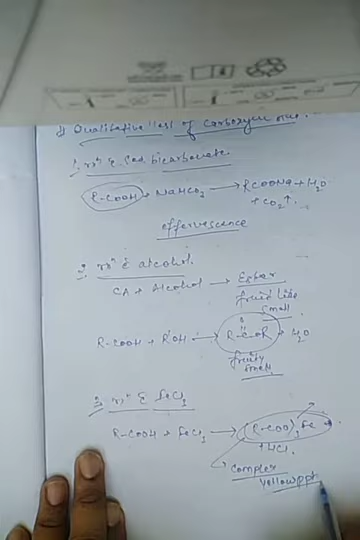 Qualitative test of carboxylic Acid.
1. rxn c̄ Sod. bicarbonate.
R-COOH + NaHCO3 → RCOONa + H2O
+ CO2 ↑.
effervescence
2. rxn c̄ alcohol.
CA + Alcohol → Ester
fruit like
smell
R-COOH + R'OH → R-C-OR + H2O
O
fruity
smell.
3. rxn c̄ FeCl3
R-COOH + FeCl3 → (R-COO)3 Fe
+ HCl.
complex
yellow ppt